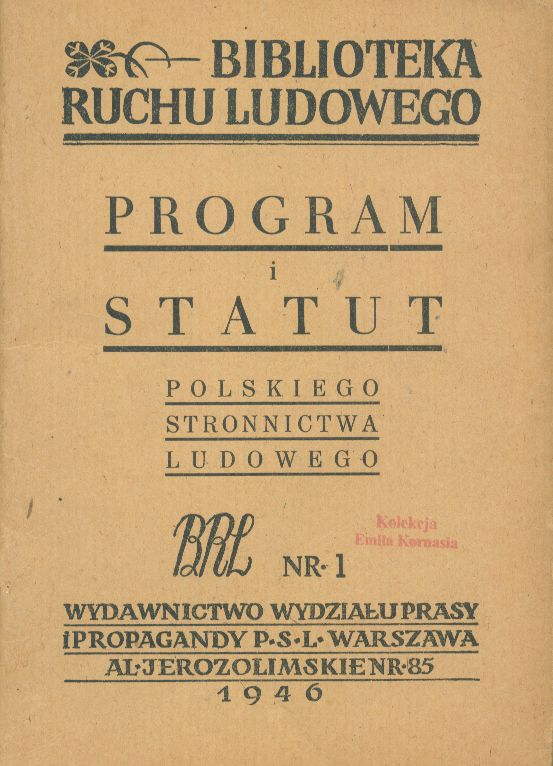 BIBLIOTEKA
RUCHU LUDOWEGO
PROGRAM
i
STATUT
POLSKIEGO
STRONNICTWA
LUDOWEGO
BRL NR·1
Kolekcja
Emila Kornasia
WYDAWNICTWO WYDZIAŁU PRASY
i PROPAGANDY P·S·L· WARSZAWA
AL·JEROZOLIMSKIE NR·85
1946